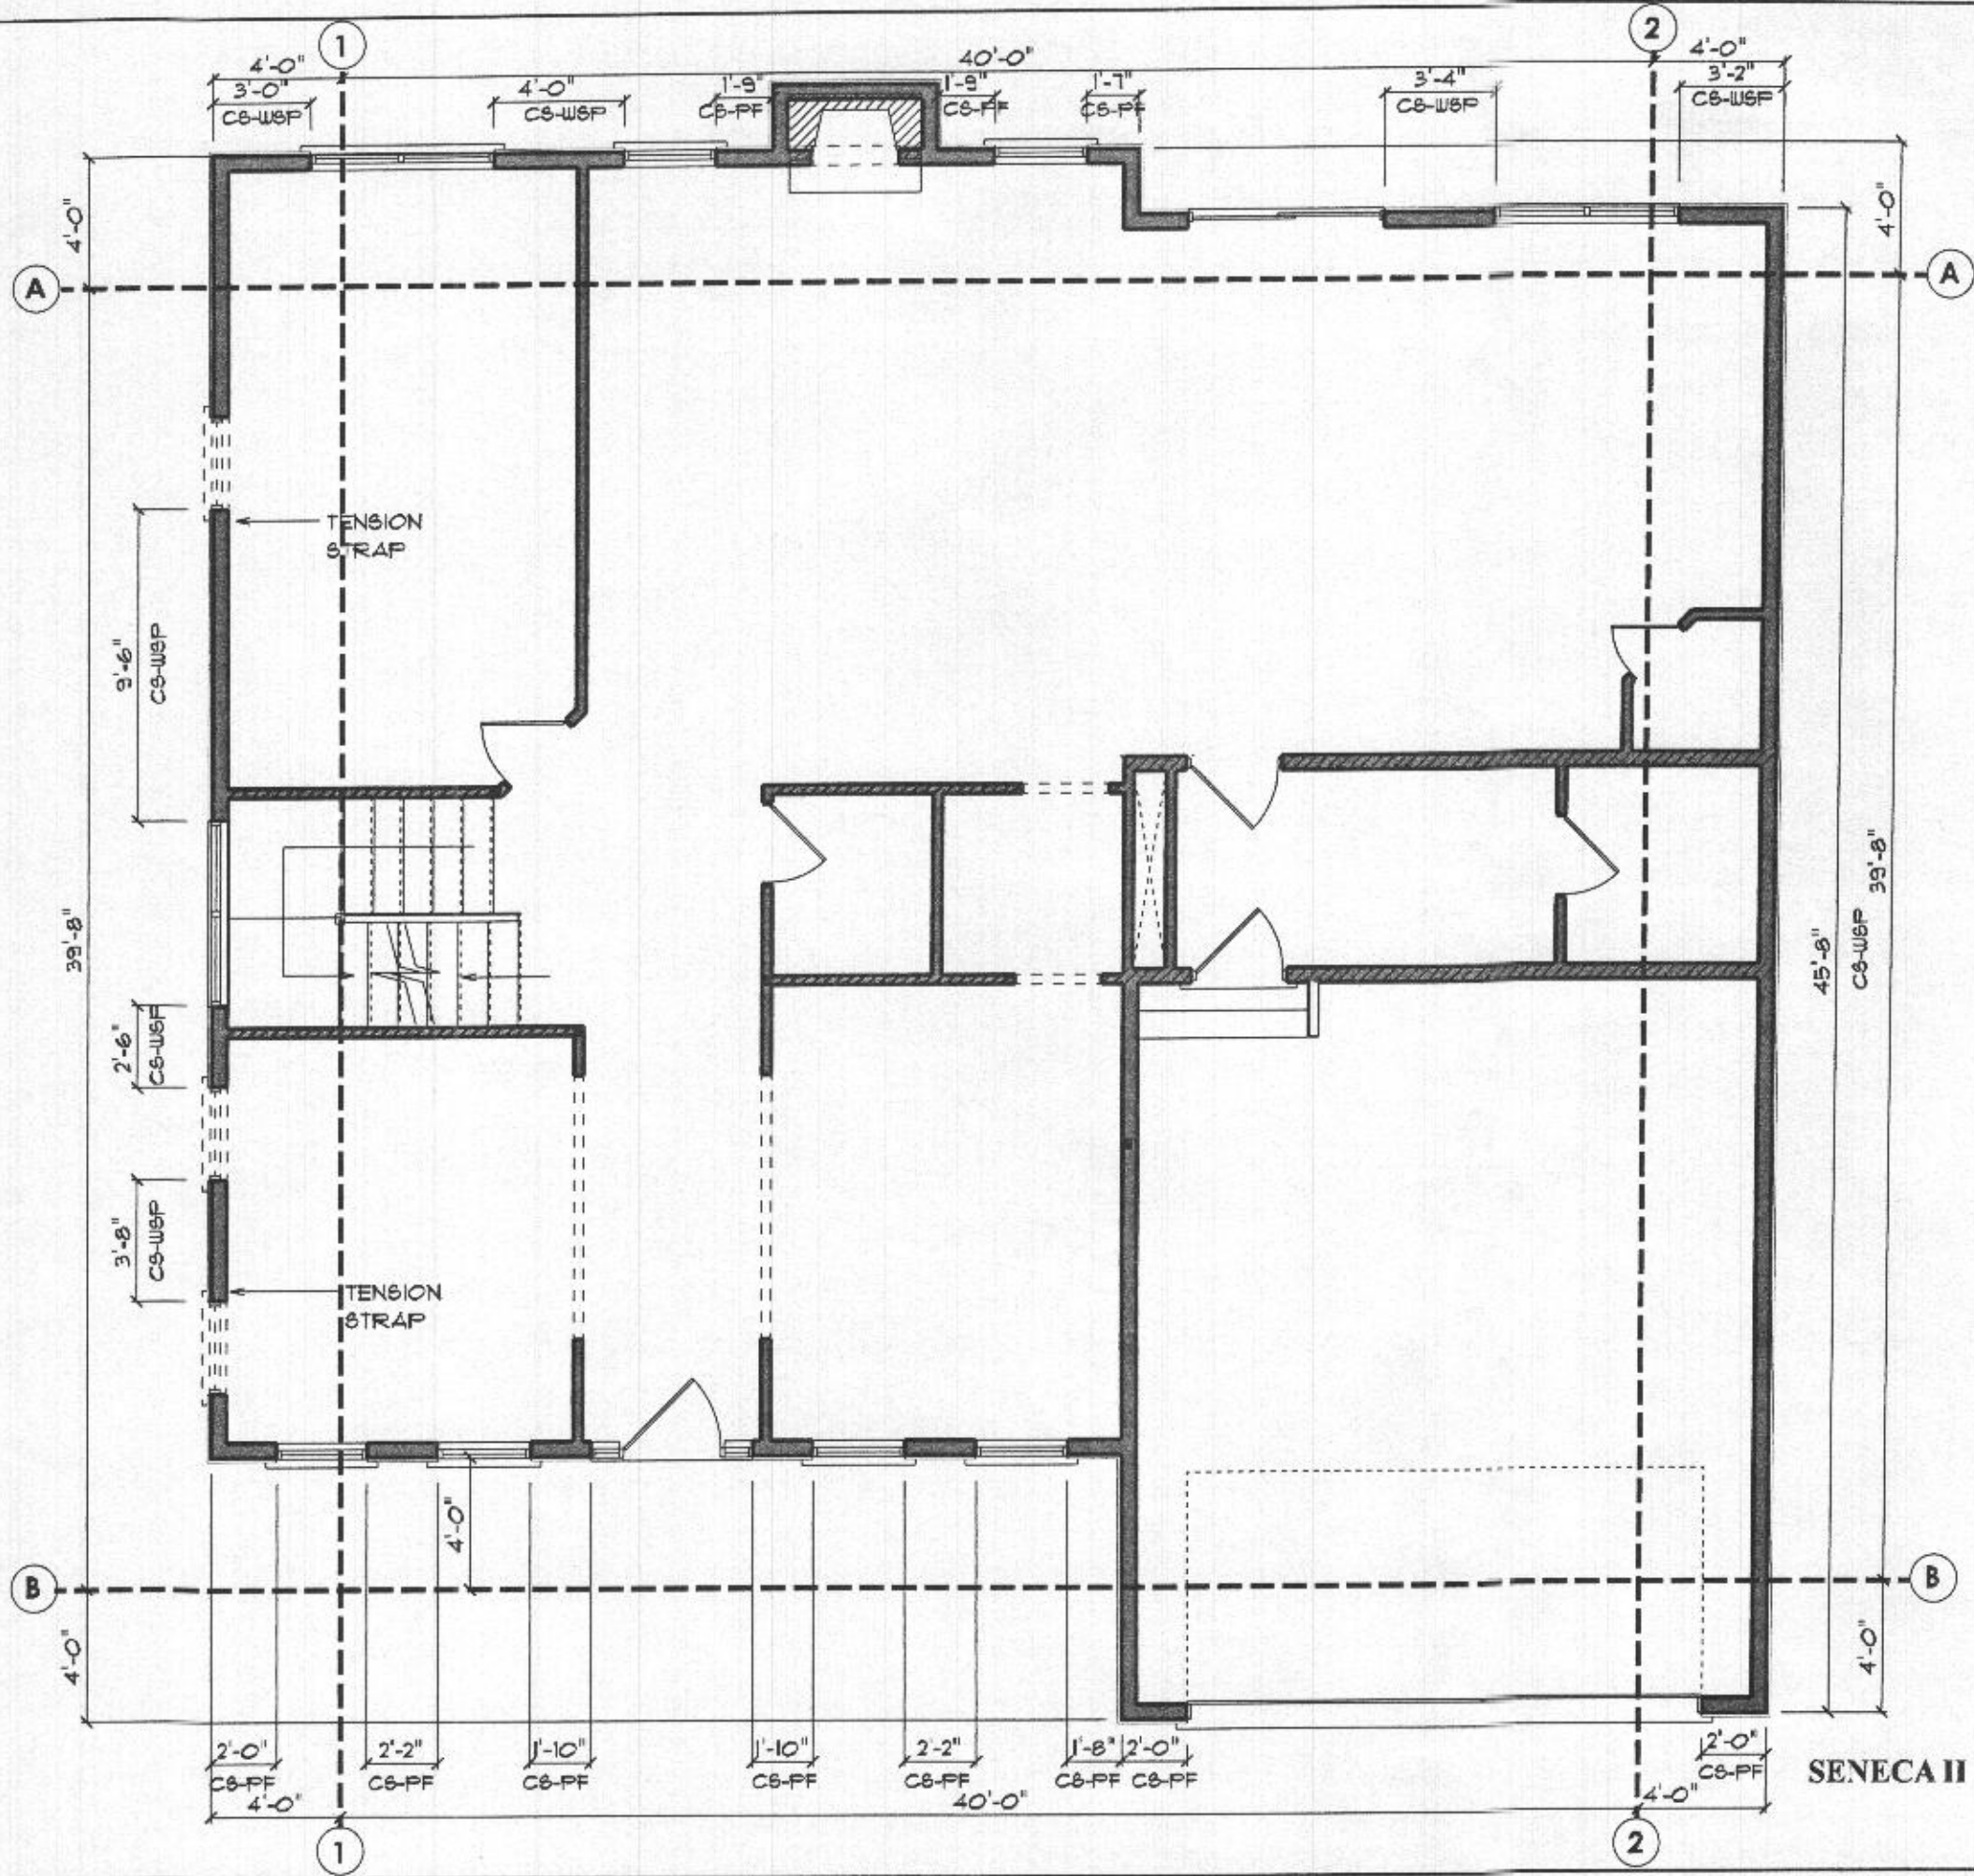 1
2
4'-0"
40'-0"
4'-0"
3'-0"
CS-WSP
4'-0"
CS-WSP
1'-9"
CS-PF
1'-9"
CS-PF
1'-7"
CS-PF
3'-4"
CS-WSP
3'-2"
CS-WSP
4'-0"
4'-0"
A
A
TENSION
STRAP
9'-6"
CS-WSP
39'-8"
45'-8"
CS-WSP
39'-8"
2'-6"
CS-WSP
3'-8"
CS-WSP
TENSION
STRAP
4'-0"
B
B
4'-0"
4'-0"
2'-0"
CS-PF
2'-2"
CS-PF
1'-10"
CS-PF
1'-10"
CS-PF
2'-2"
CS-PF
1'-8"
CS-PF
2'-0"
CS-PF
2'-0"
CS-PF
SENECA II
4'-0"
40'-0"
4'-0"
1
2